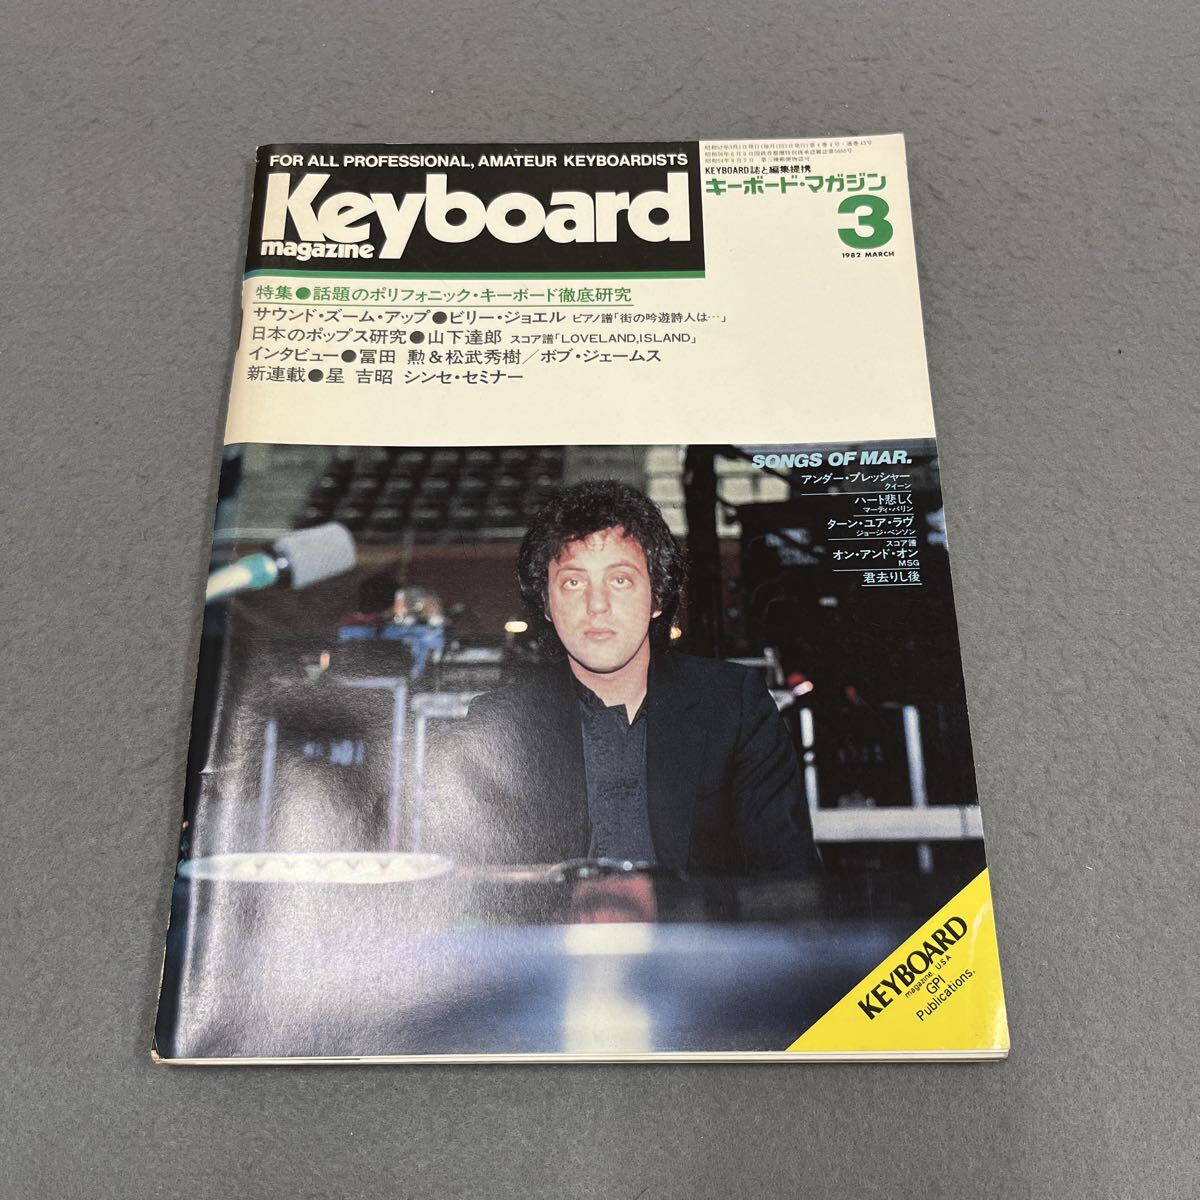 FOR ALL PROFESSIONAL, AMATEUR KEYBOARDISTS
Keyboard
magazine
KEYBOARD誌と編集提携
キーボード・マガジン
3
1982 MARCH
特集●話題のポリフォニック・キーボード徹底研究
サウンド・ズーム・アップ●ビリー・ジョエル ピアノ譜「街の吟遊詩人は…」
日本のポップス研究●山下達郎 スコア譜「LOVELAND,ISLAND」
インタビュー●冨田 勲&松武秀樹/ボブ・ジェームス
新連載●星 吉昭 シンセ・セミナー
SONGS OF MAR.
アンダー・プレッシャー
クイーン
ハート悲しく
マーティ・バリン
ターン・ユア・ラヴ
ジョージ・ベンソン
スコア譜
オン・アンド・オン
MSG
君去りし後
KEYBOARD
magazine, U.S.A
GPI
Publications.